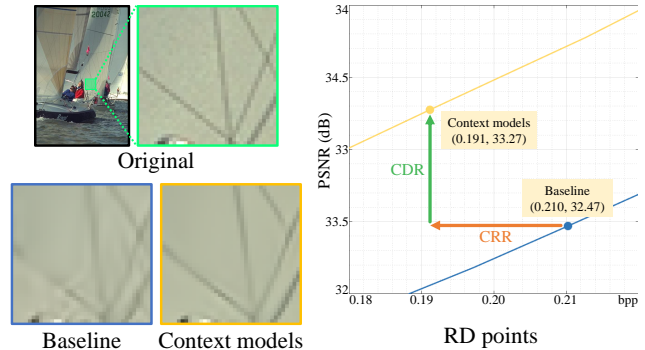 20042
Original
Baseline
Context models
34
34.5
33
33.5
32
PSNR (dB)
Context models
(0.191, 33.27)
CDR
Baseline
(0.210, 32.47)
CRR
0.18
0.19
0.20
0.21
bpp
RD points